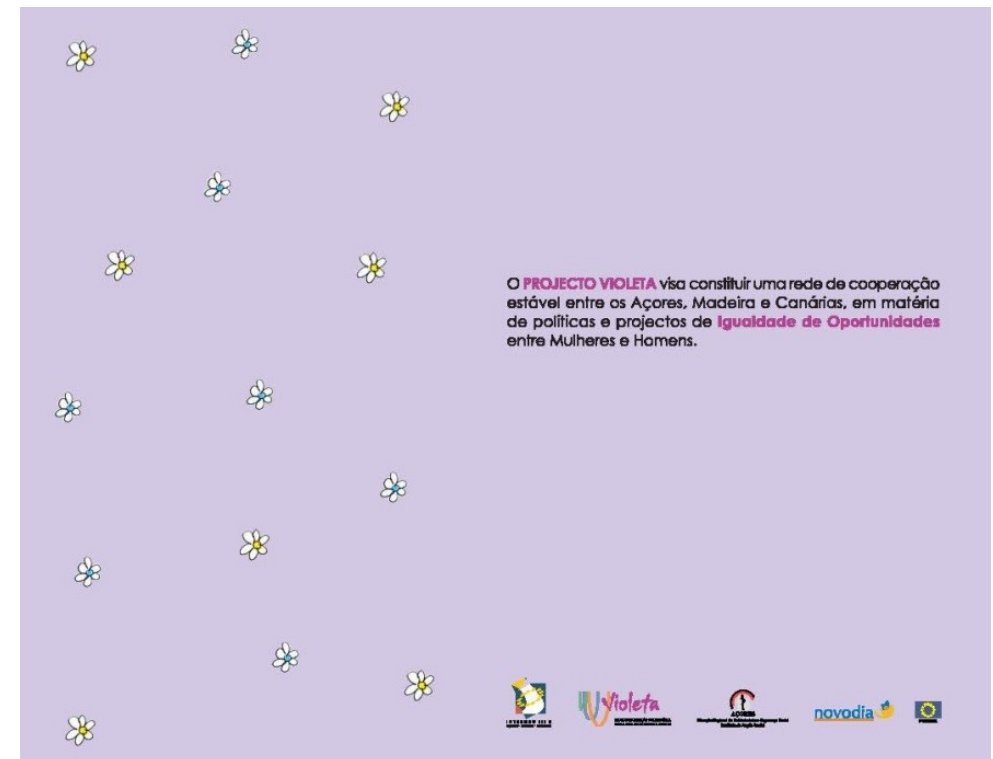 O PROJECTO VIOLETA visa constituir uma rede de cooperação
estável entre os Açores, Madeira e Canárias, em matéria
de políticas e projectos de Igualdade de Oportunidades
entre Mulheres e Homens.
Violeta
AÇORES
novodia